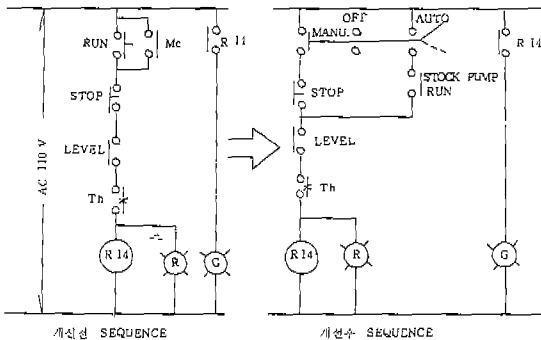 AC 110 V
RUN
Mc
R 14
STOP
LEVEL
Th
R 14
R
G
개선전 SEQUENCE
MANU.
OFF
AUTO
R 14
STOP
STOCK PUMP
RUN
LEVEL
Th
R 14
R
G
개선후 SEQUENCE